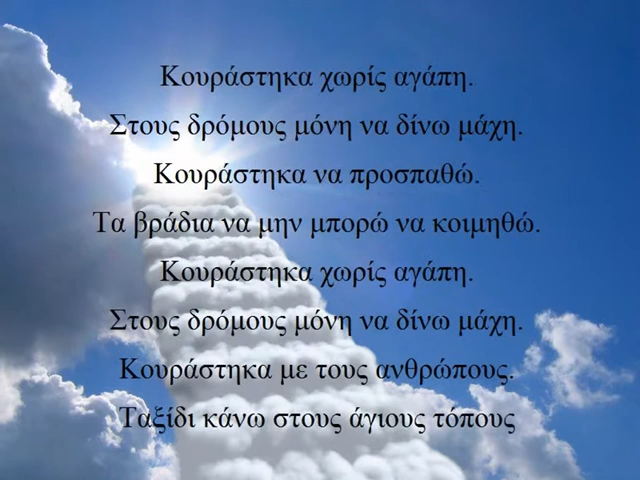 Κουράστηκα χωρίς αγάπη.
Στους δρόμους μόνη να δίνω μάχη.
Κουράστηκα να προσπαθώ.
Τα βράδια να μην μπορώ να κοιμηθώ.
Κουράστηκα χωρίς αγάπη.
Στους δρόμους μόνη να δίνω μάχη.
Κουράστηκα με τους ανθρώπους.
Ταξίδι κάνω στους άγιους τόπους